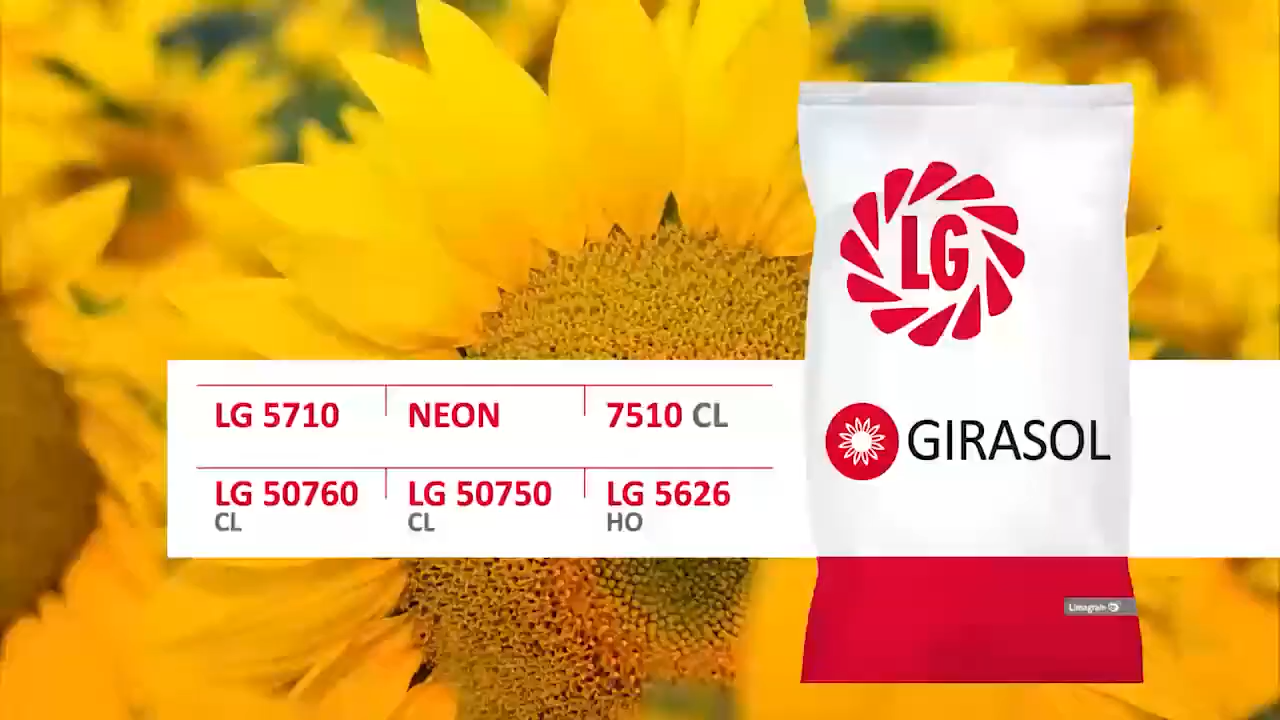 LG
LG 5710
NEON
7510 CL
LG 50760
CL
LG 50750
CL
LG 5626
HO
GIRASOL
Limagrain